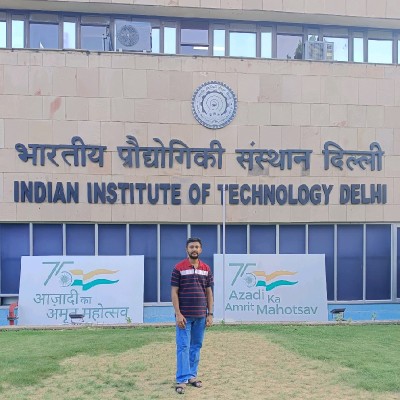 भारतीय प्रौद्योगिकी संस्थान दिल्ली
INDIAN INSTITUTE OF TECHNOLOGY DELHI
75
आज़ादी का
अमृत महोत्सव
75
Azadi Ka
Amrit Mahotsav